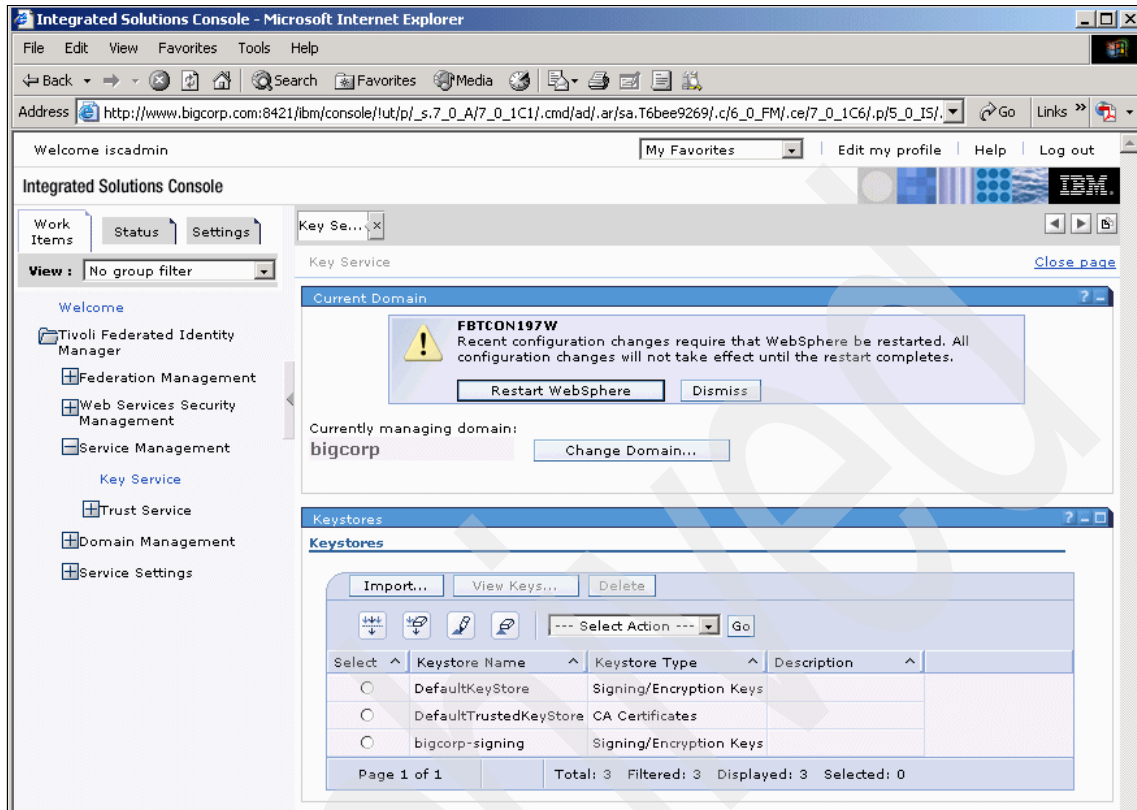 Integrated Solutions Console - Microsoft Internet Explorer
File Edit View Favorites Tools Help
Back Search Favorites Media
Address http://www.bigcorp.com:8421/ibm/console/!ut/p/_s.7_0_A/7_0_1C1/.cmd/ad/.ar/sa.T6bee9269/.c/6_0_FM/.ce/7_0_1C6/.p/5_0_IS/. Go Links »
Welcome iscadmin My Favorites Edit my profile Help Log out
Integrated Solutions Console IBM.
Work Items Status Settings
View : No group filter
Welcome
Tivoli Federated Identity
Manager
Federation Management
Web Services Security
Management
Service Management
Key Service
Trust Service
Domain Management
Service Settings
Key Se...
Key Service Close page
Current Domain
FBTCON197W
Recent configuration changes require that WebSphere be restarted. All
configuration changes will not take effect until the restart completes.
Restart WebSphere Dismiss
Currently managing domain:
bigcorp Change Domain...
Keystores
Keystores
Import... View Keys... Delete
--- Select Action --- Go
Select Keystore Name Keystore Type Description
DefaultKeyStore Signing/Encryption Keys
DefaultTrustedKeyStore CA Certificates
bigcorp-signing Signing/Encryption Keys
Page 1 of 1 Total: 3 Filtered: 3 Displayed: 3 Selected: 0